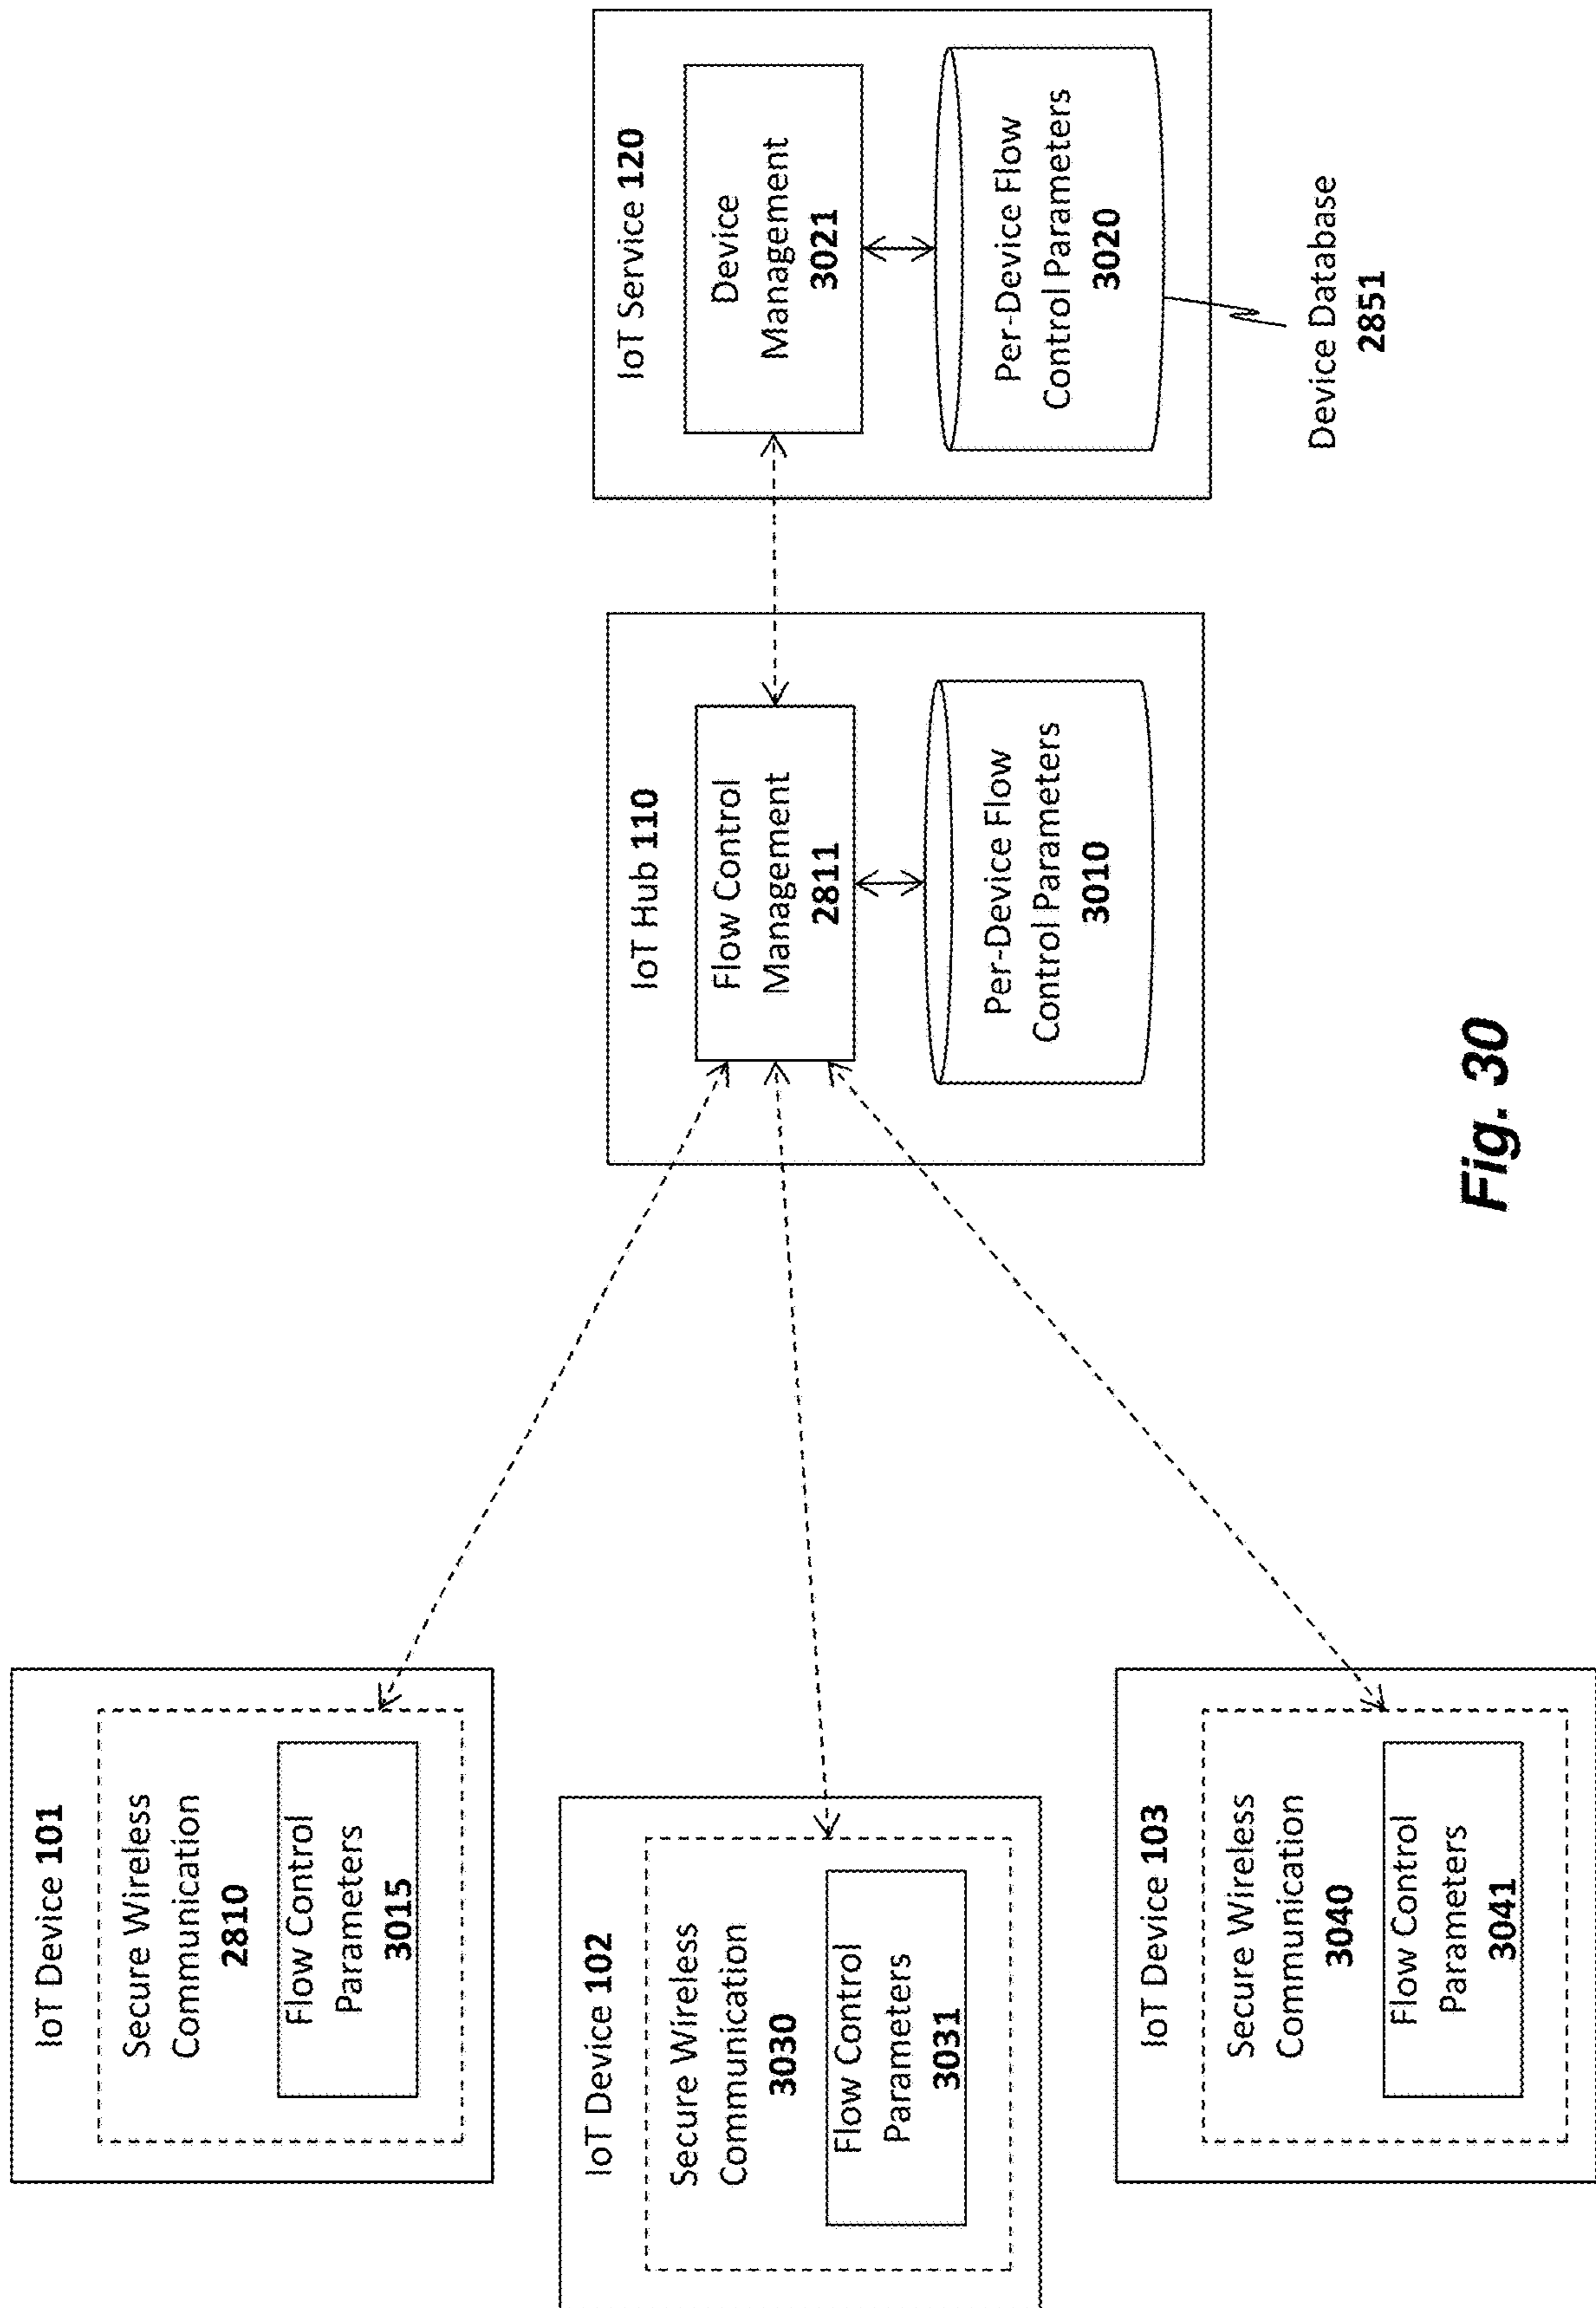 IoT Device 101
Secure Wireless
Communication
2810
Flow Control
Parameters
3015
IoT Device 102
Secure Wireless
Communication
3030
Flow Control
Parameters
3031
IoT Device 103
Secure Wireless
Communication
3040
Flow Control
Parameters
3041
IoT Hub 110
Flow Control
Management
2811
Per-Device Flow
Control Parameters
3010
IoT Service 120
Device
Management
3021
Per-Device Flow
Control Parameters
3020
Device Database
2851
Fig. 30